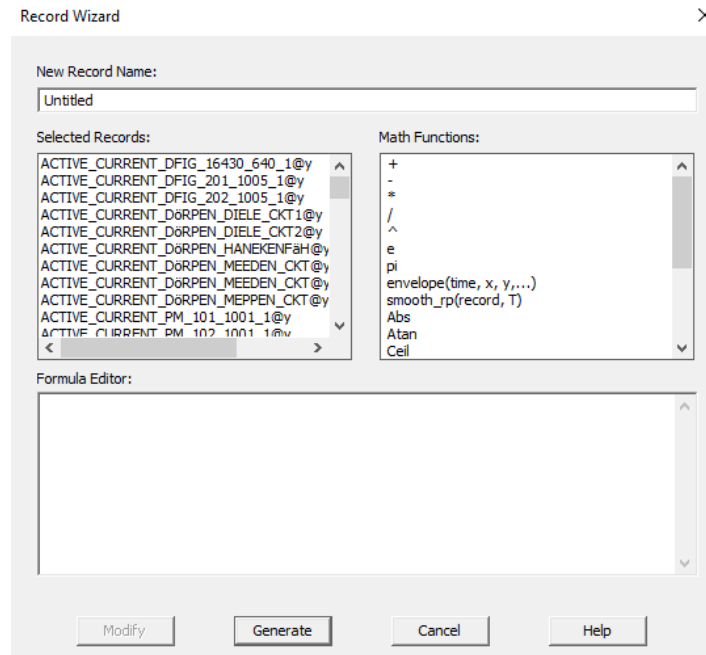 Record Wizard
New Record Name:
Untitled
Selected Records:
ACTIVE_CURRENT_DFIG_16430_640_1@y
ACTIVE_CURRENT_DFIG_201_1005_1@y
ACTIVE_CURRENT_DFIG_202_1005_1@y
ACTIVE_CURRENT_DöRPEN_DIELE_CKT1@y
ACTIVE_CURRENT_DöRPEN_DIELE_CKT2@y
ACTIVE_CURRENT_DöRPEN_HANEKENFäH@y
ACTIVE_CURRENT_DöRPEN_MEEDEN_CKT@y
ACTIVE_CURRENT_DöRPEN_MEEDEN_CKT@y
ACTIVE_CURRENT_DöRPEN_MEPPEN_CKT@y
ACTIVE_CURRENT_PM_101_1001_1@y
ACTIVE_CURRENT_PM_102_1001_1@y
Math Functions:
+
-
*
/
^
e
pi
envelope(time, x, y,...)
smooth_rp(record, T)
Abs
Atan
Ceil
Formula Editor:
Modify Generate Cancel Help